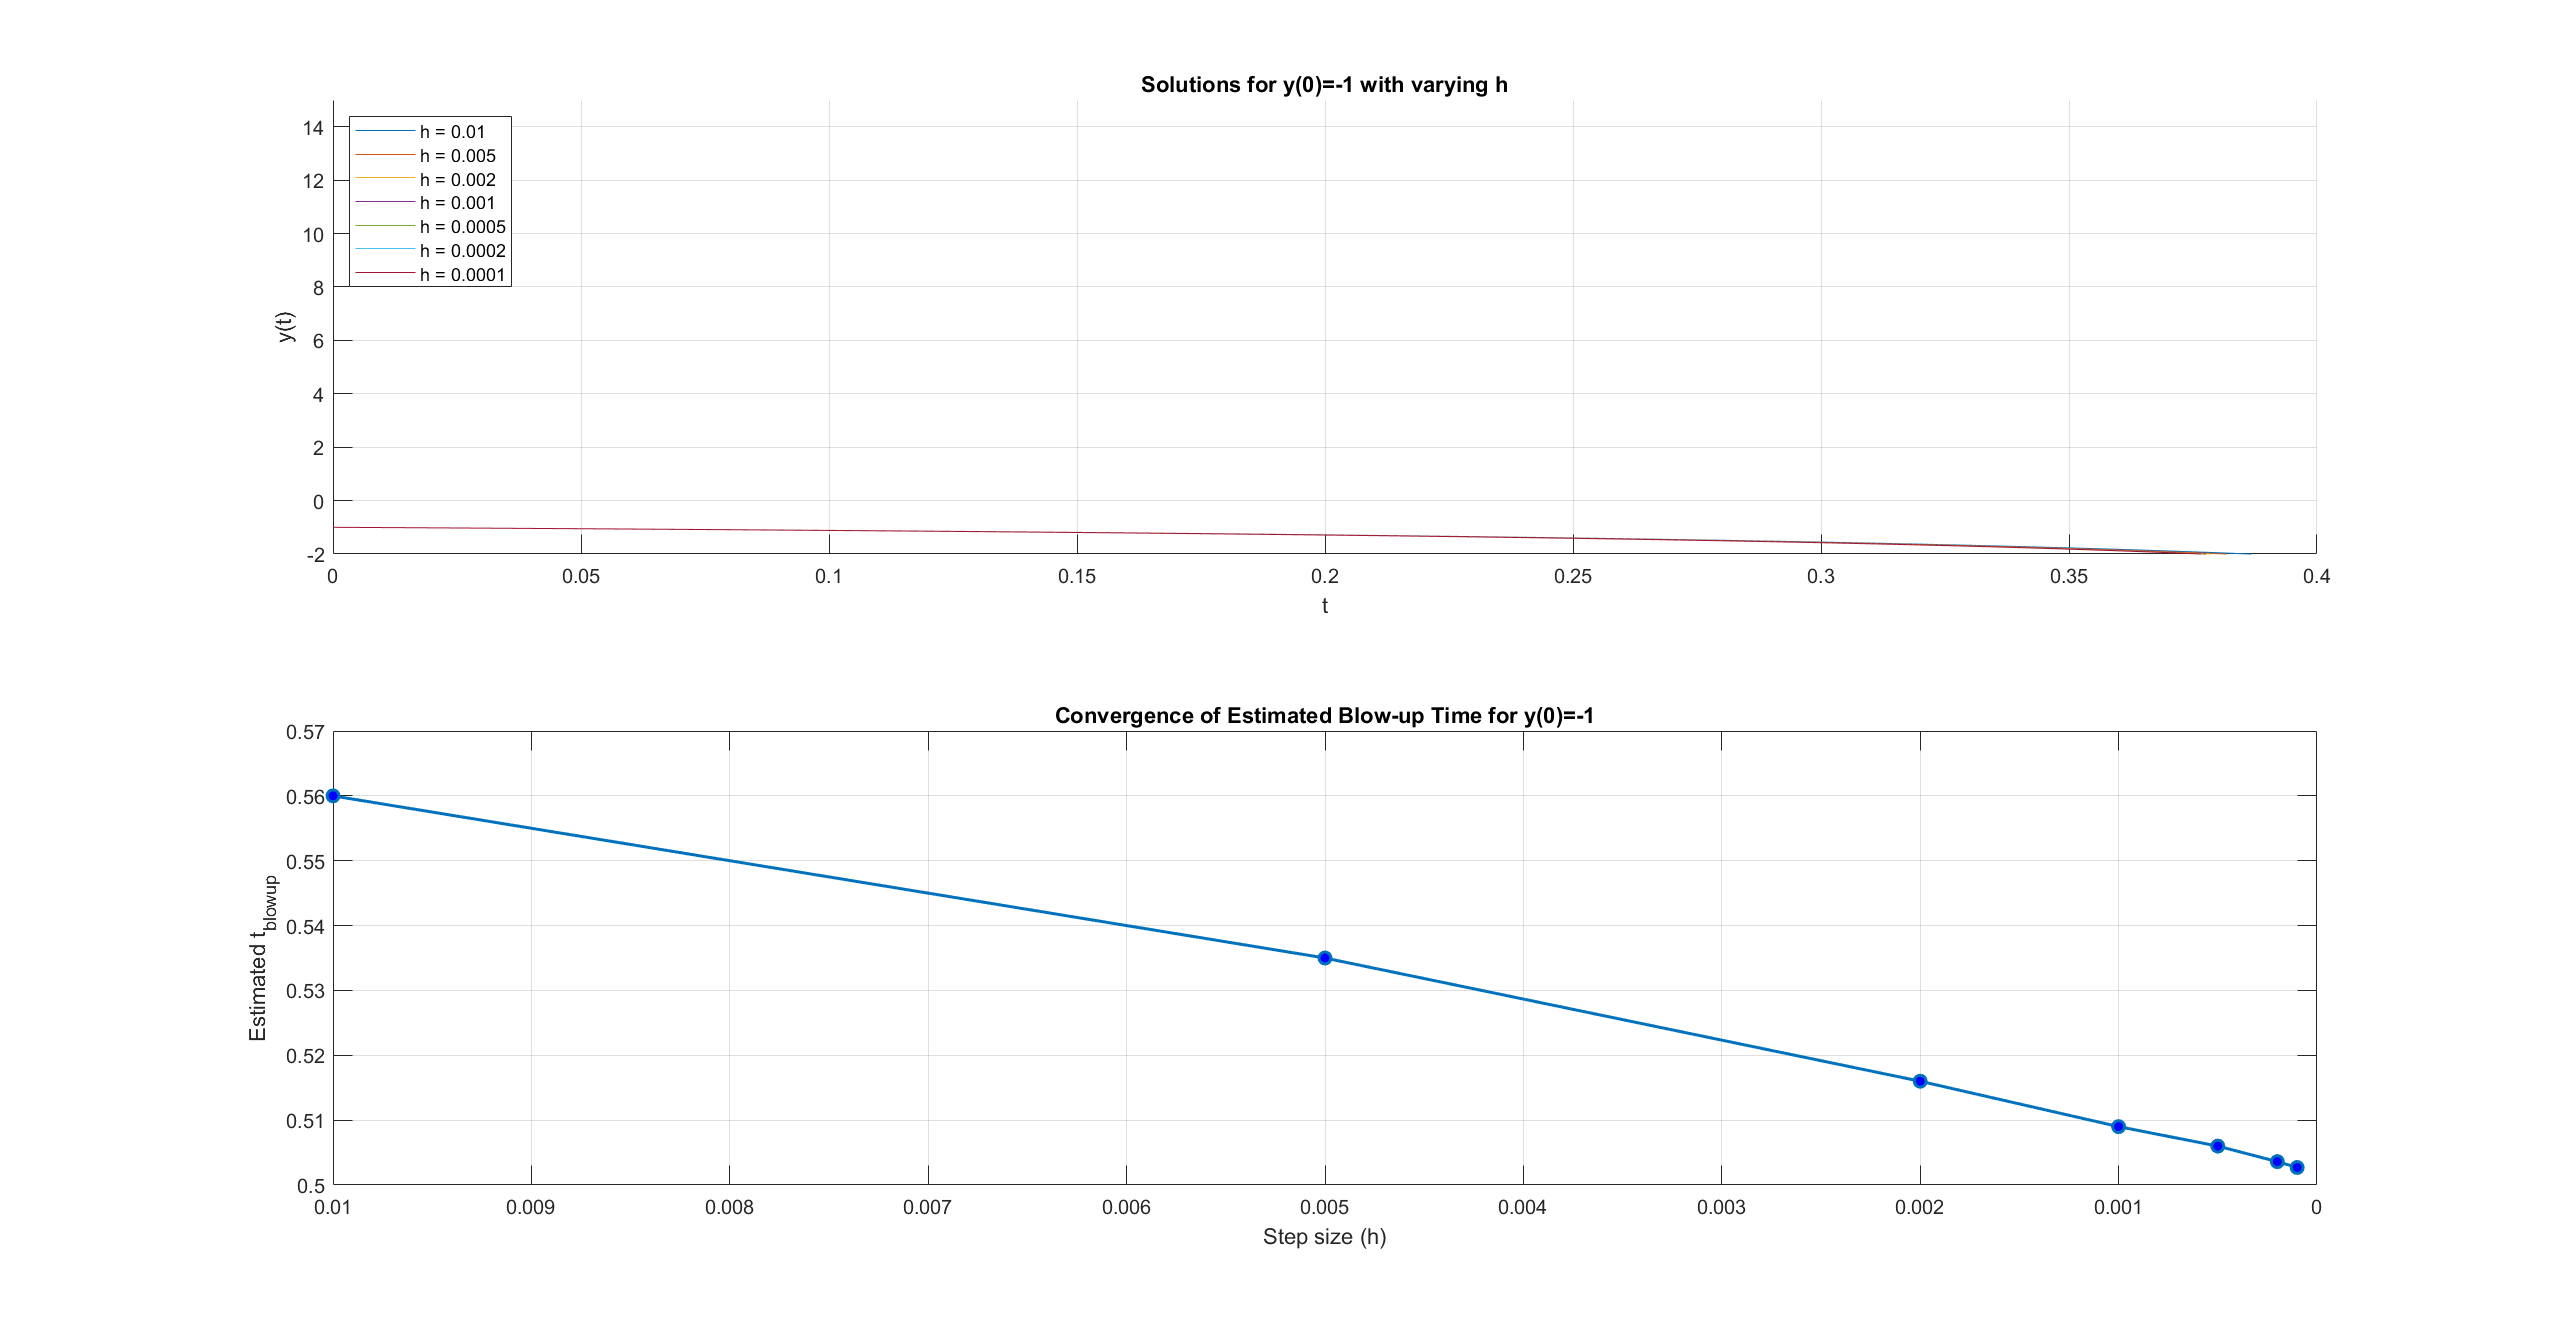 Solutions for y(0)=-1 with varying h
h = 0.01
h = 0.005
h = 0.002
h = 0.001
h = 0.0005
h = 0.0002
h = 0.0001
y(t)
14
12
10
8
6
4
2
0
-2
0 0.05 0.1 0.15 0.2 0.25 0.3 0.35 0.4
t
Convergence of Estimated Blow-up Time for y(0)=-1
Estimated t_blowup
0.57
0.56
0.55
0.54
0.53
0.52
0.51
0.5
0.01 0.009 0.008 0.007 0.006 0.005 0.004 0.003 0.002 0.001 0
Step size (h)